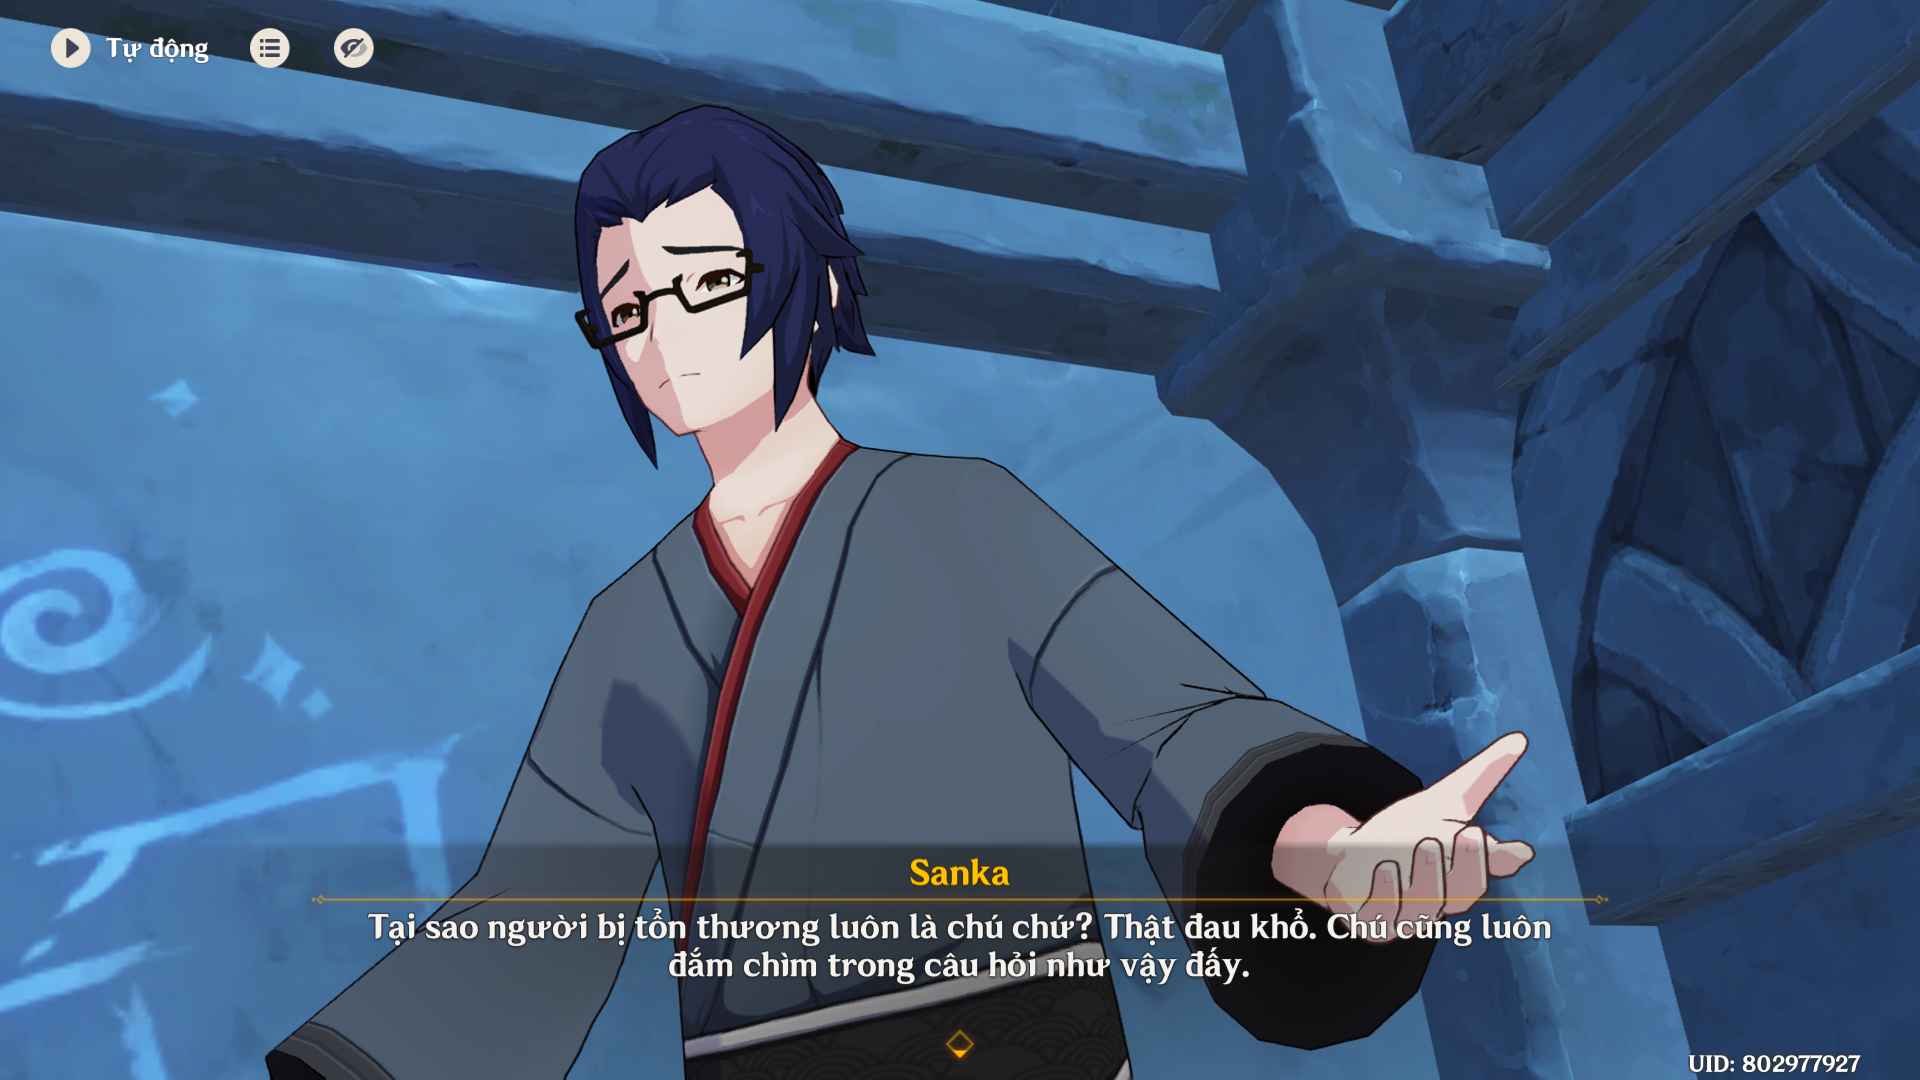 Tự động
Sanka
Tại sao người bị tổn thương luôn là chú chứ? Thật đau khổ. Chú cũng luôn
đắm chìm trong câu hỏi như vậy đấy.
UID: 802977927